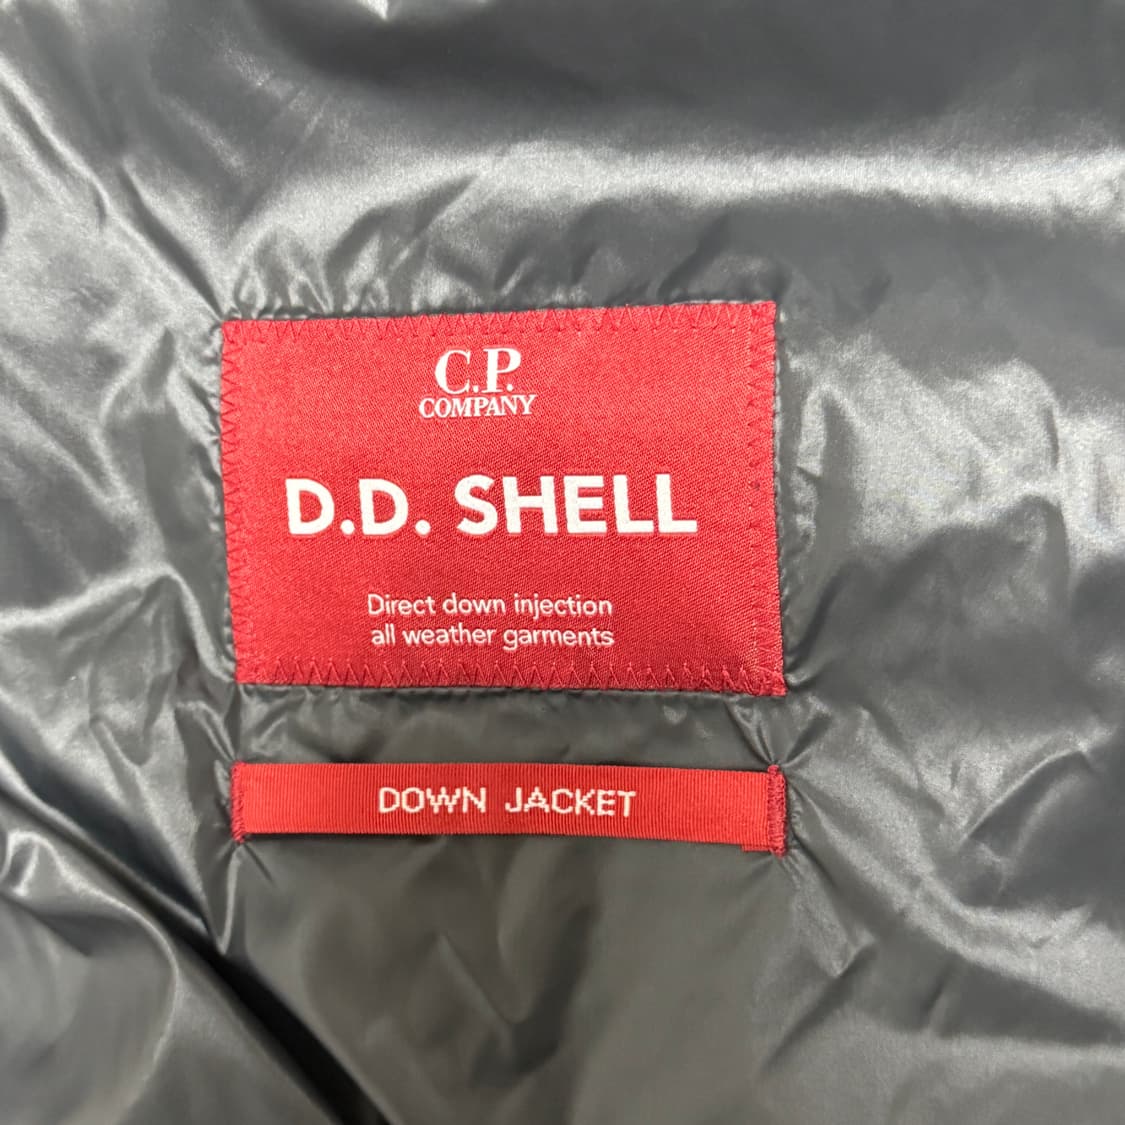 C.P.
COMPANY
D.D. SHELL
Direct down injection
all weather garments
DOWN JACKET